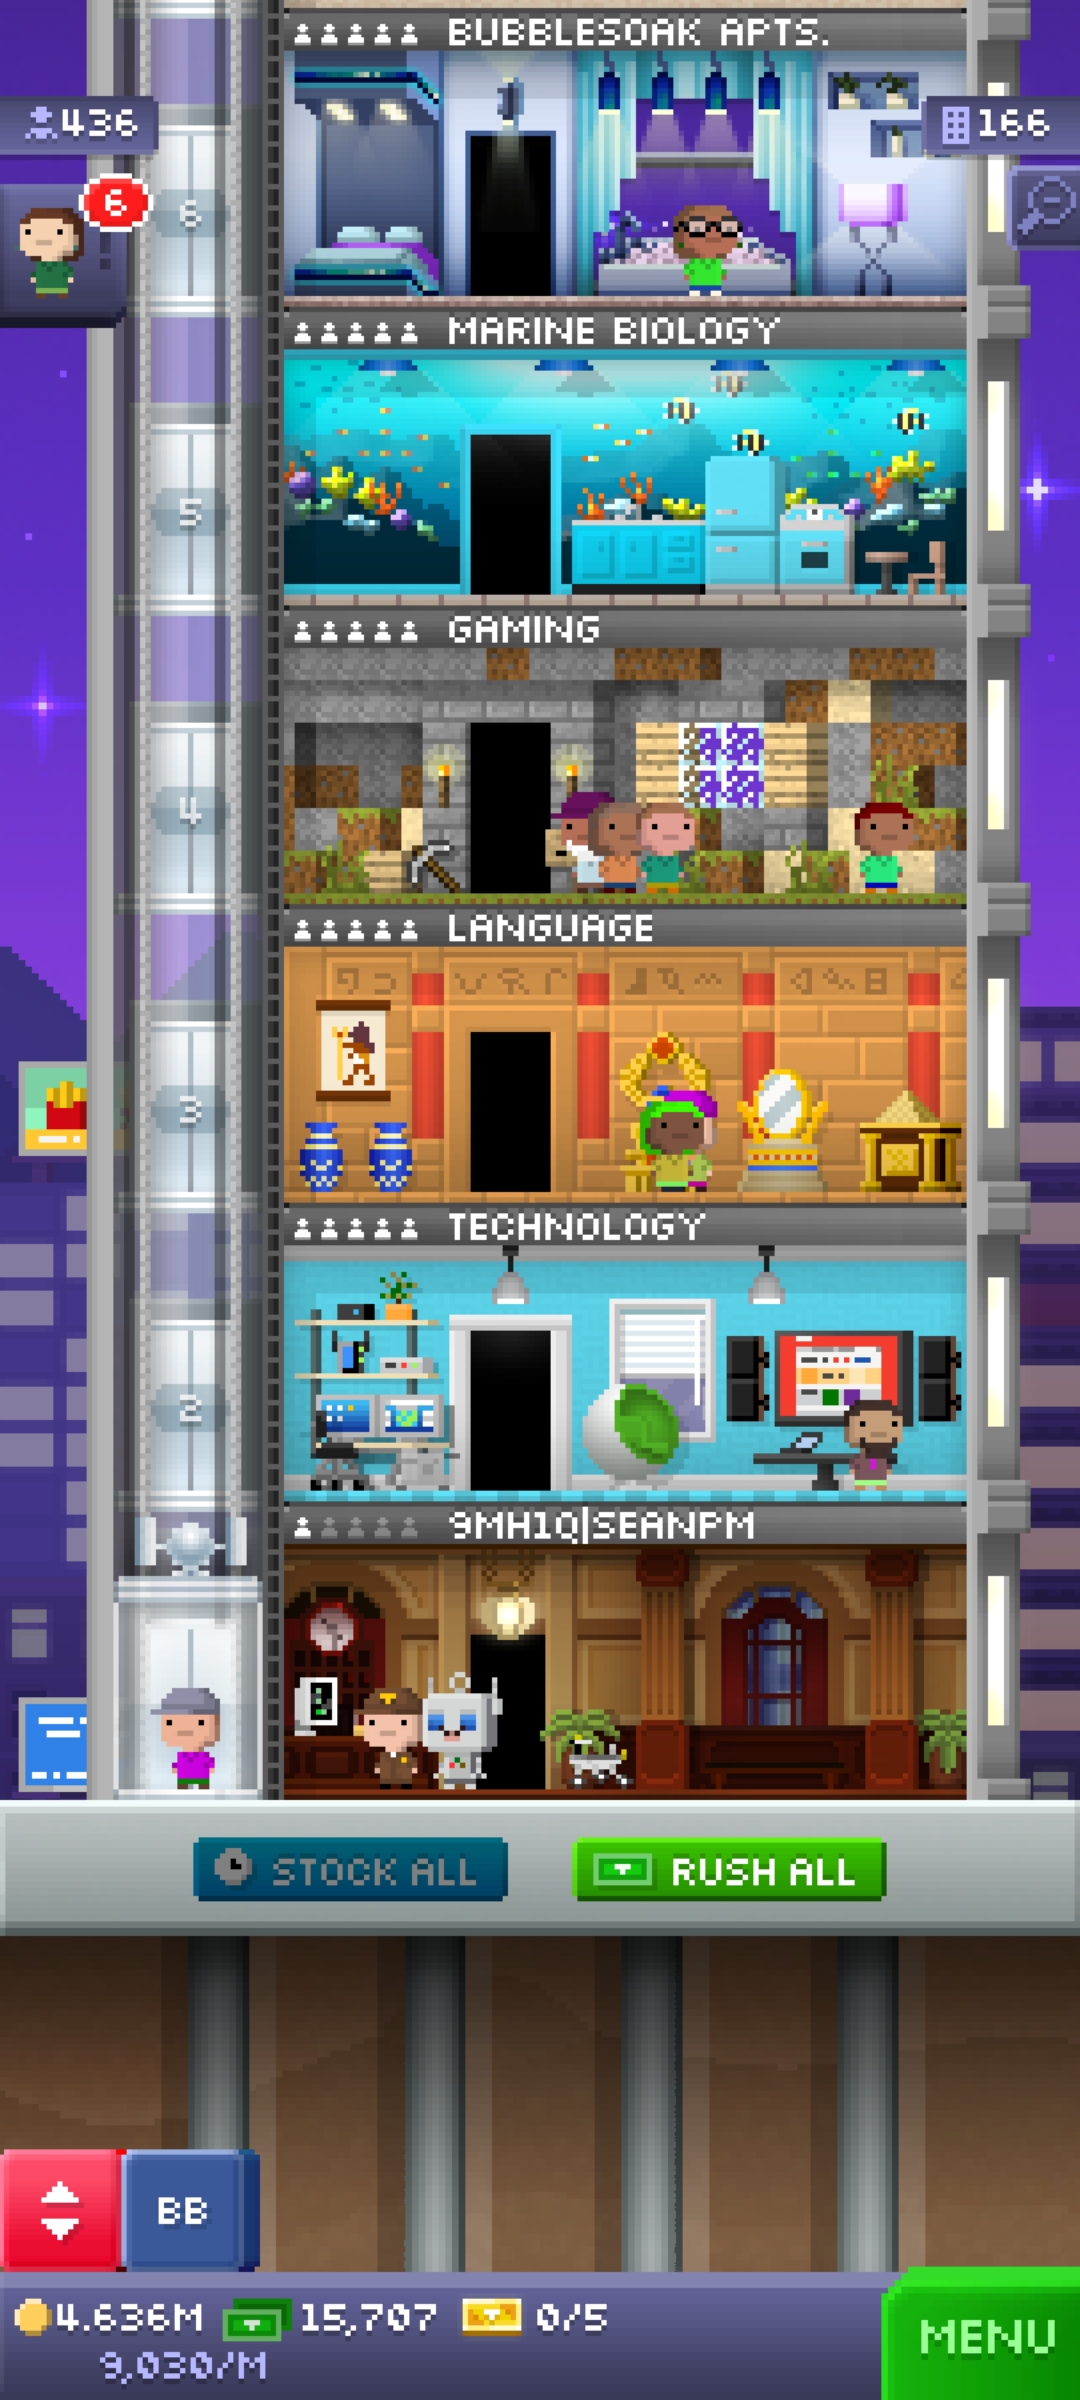 BUBBLESOAK APTS.
436
166
6
6
MARINE BIOLOGY
5
GAMING
4
LANGUAGE
3
TECHNOLOGY
2
9MH1Q|SEANPM
STOCK ALL
RUSH ALL
BB
4.636M
15,707
0/5
MENU
9,030/M